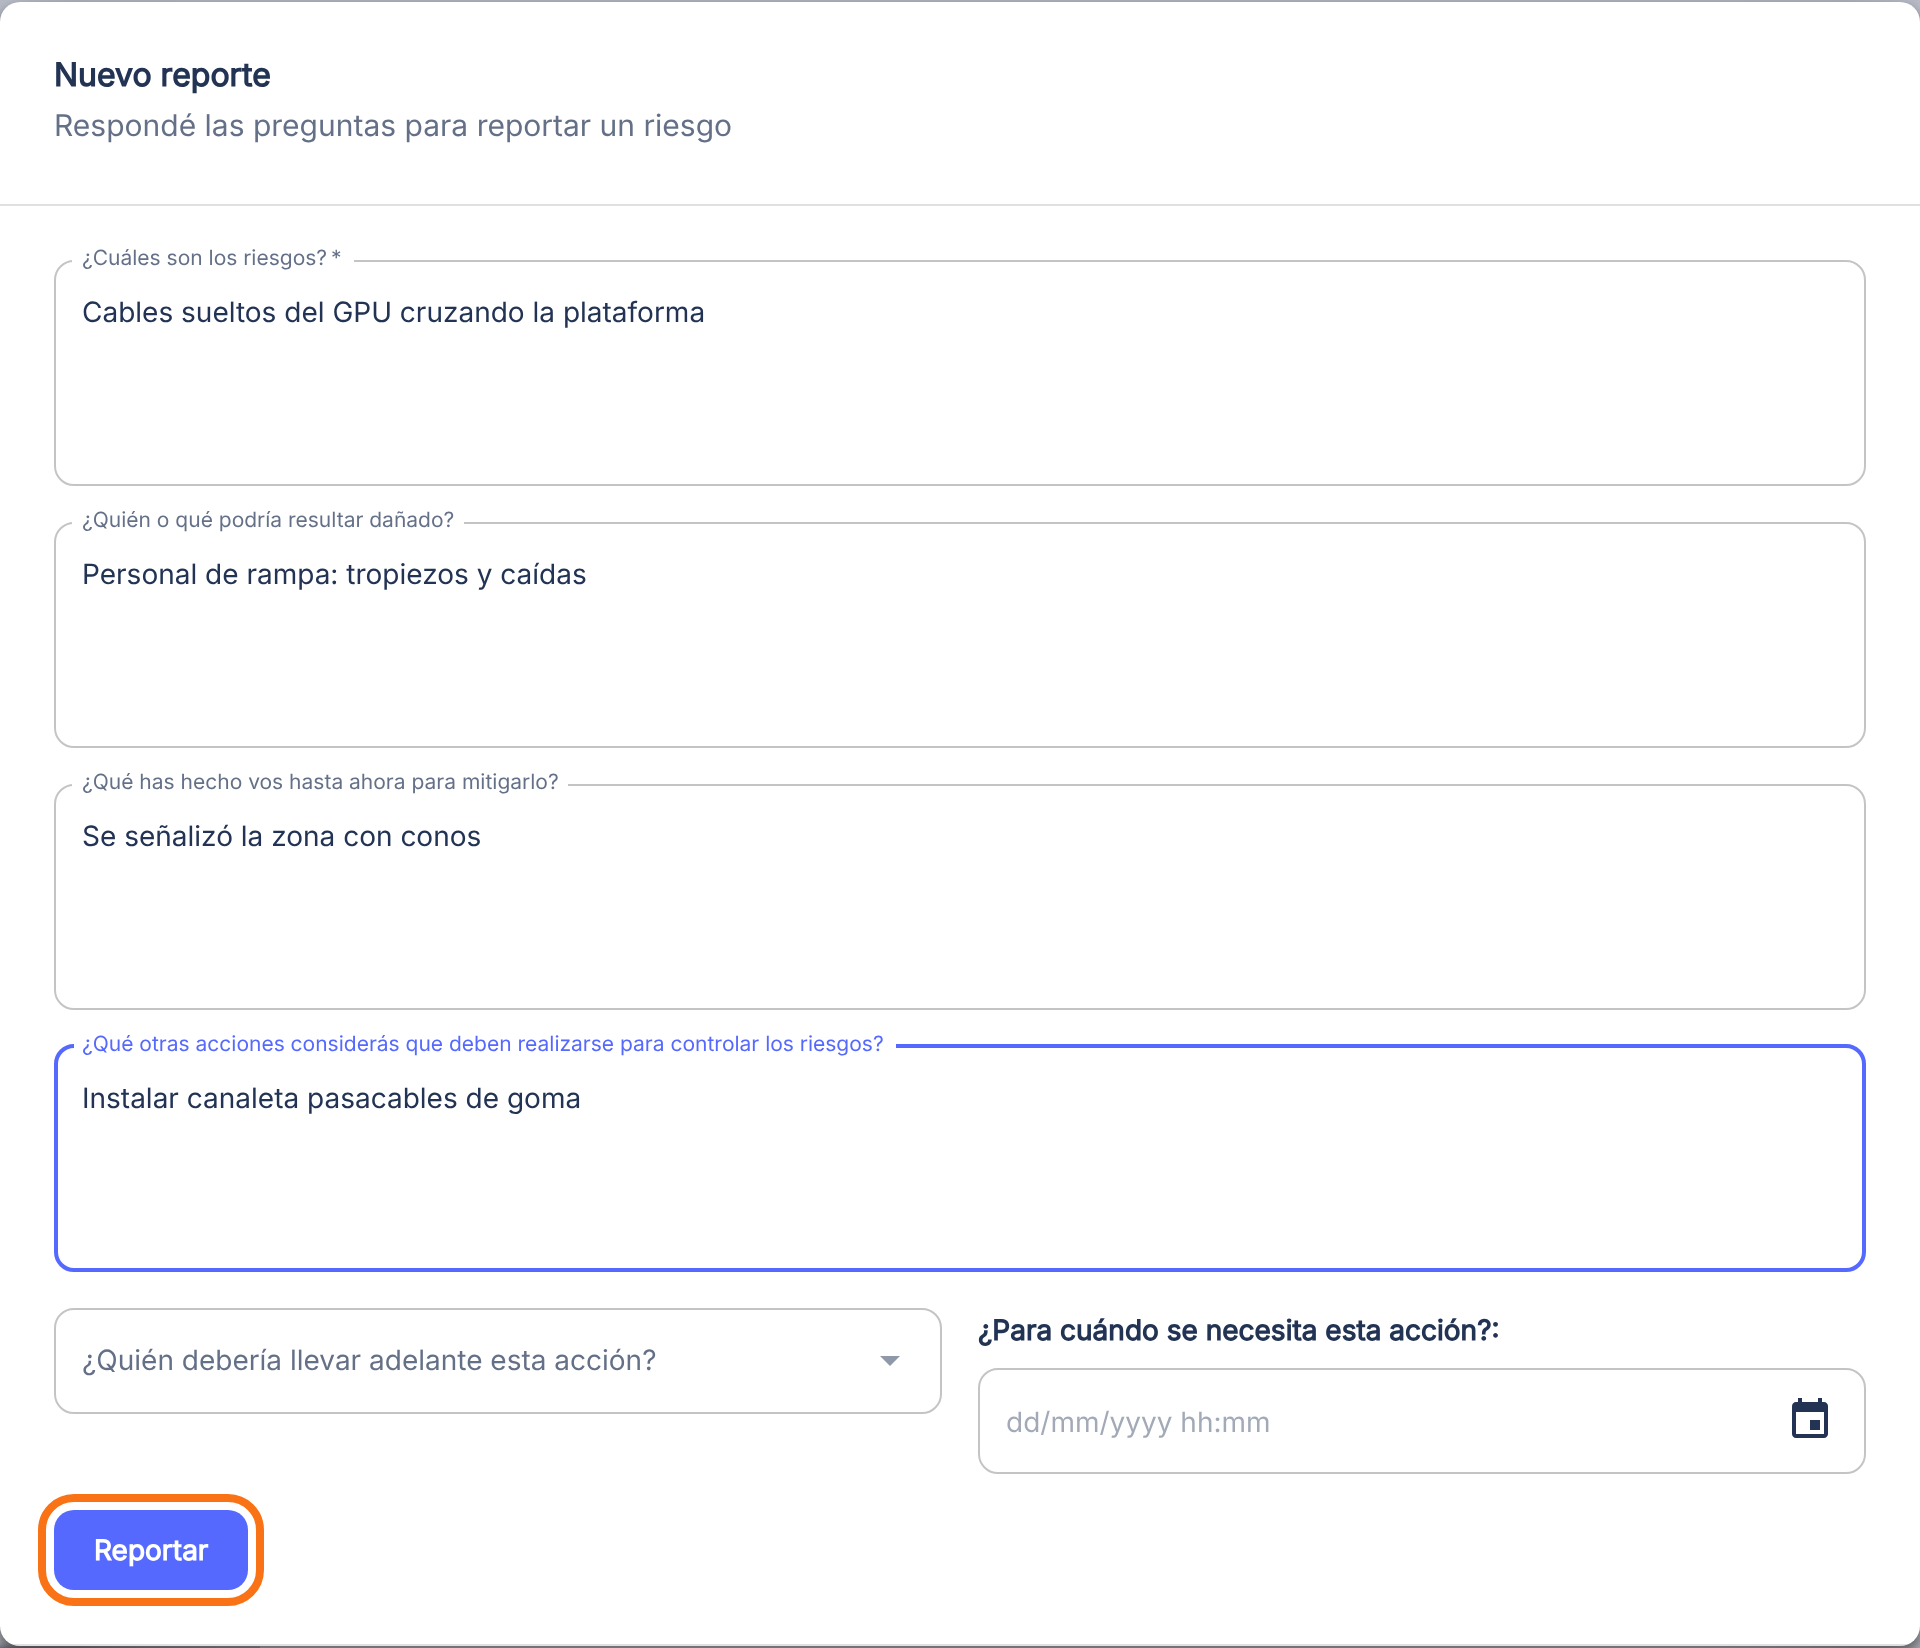 Nuevo reporte
Respondé las preguntas para reportar un riesgo
¿Cuáles son los riesgos? *
Cables sueltos del GPU cruzando la plataforma
¿Quién o qué podría resultar dañado?
Personal de rampa: tropiezos y caídas
¿Qué has hecho vos hasta ahora para mitigarlo?
Se señalizó la zona con conos
¿Qué otras acciones considerás que deben realizarse para controlar los riesgos?
Instalar canaleta pasacables de goma
¿Quién debería llevar adelante esta acción?
¿Para cuándo se necesita esta acción?:
dd/mm/yyyy hh:mm
Reportar